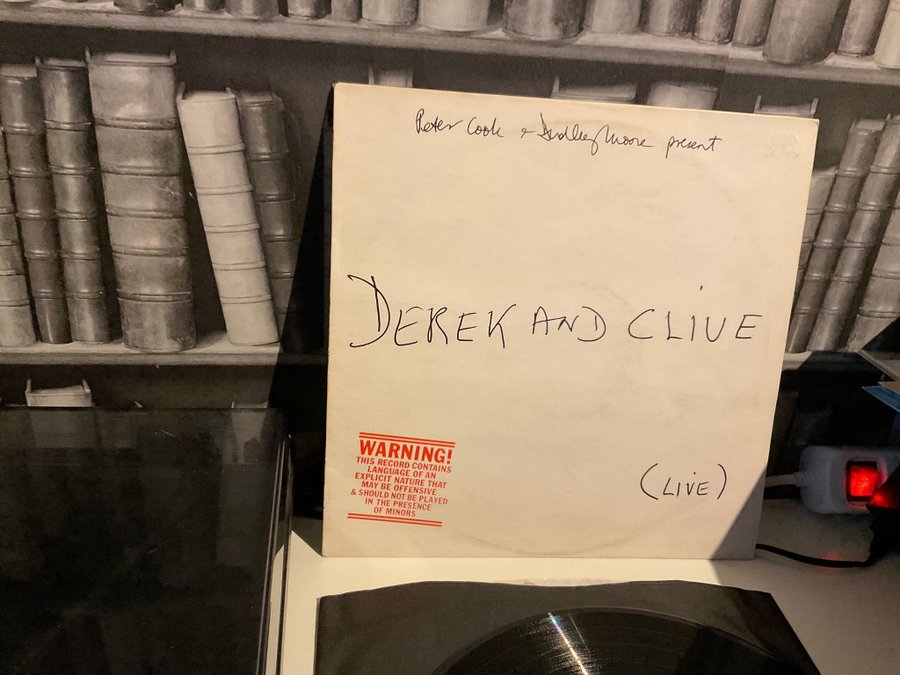 Peter Cook & Dudley Moore present
DEREK AND CLIVE
(LIVE)
WARNING!
THIS RECORD CONTAINS
LANGUAGE OF AN
EXPLICIT NATURE THAT
MAY BE OFFENSIVE
& SHOULD NOT BE PLAYED
IN THE PRESENCE
OF MINORS